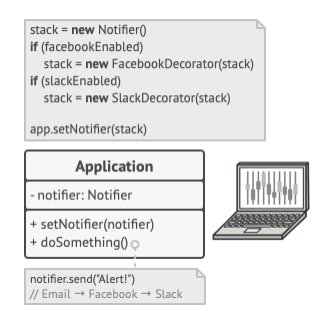 stack = new Notifier()
if (facebookEnabled)
stack = new FacebookDecorator(stack)
if (slackEnabled)
stack = new SlackDecorator(stack)
app.setNotifier(stack)
Application
- notifier: Notifier
+ setNotifier(notifier)
+ doSomething()
notifier.send("Alert!")
// Email → Facebook → Slack